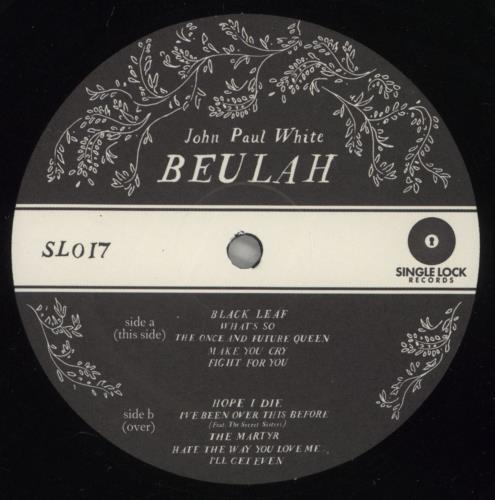 John Paul White
BEULAH
SL017
SINGLE LOCK
RECORDS
side a
(this side)
BLACK LEAF
WHAT'S SO
THE ONCE AND FUTURE QUEEN
MAKE YOU CRY
FIGHT FOR YOU
side b
(over)
HOPE I DIE
I'VE BEEN OVER THIS BEFORE
(Feat. The Secret Sisters)
THE MARTYR
HATE THE WAY YOU LOVE ME
I'LL GET EVEN